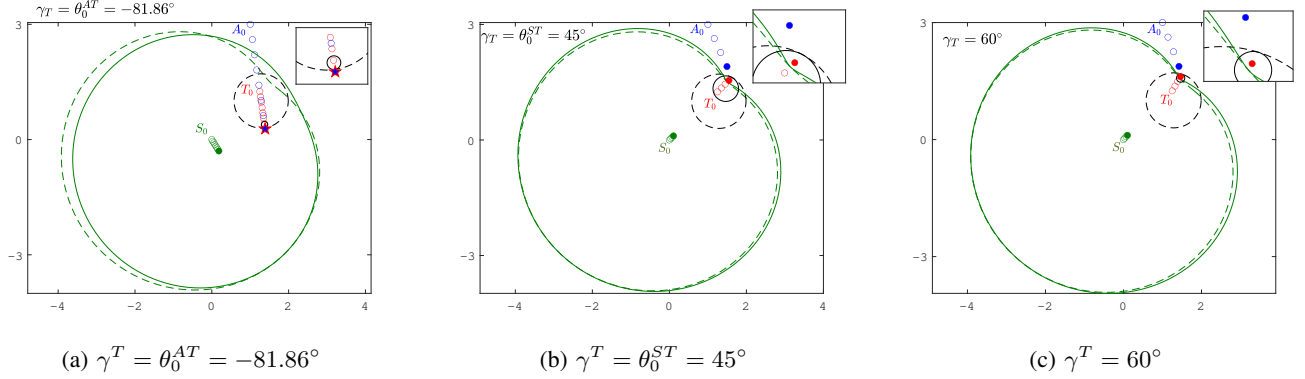 γ_T = θ_0^{AT} = −81.86°
3
0
−3
−4
−2
0
2
4
A_0
T_0
S_0
γ_T = θ_0^{ST} = 45°
3
0
−3
−4
−2
0
2
4
A_0
T_0
S_0
γ_T = 60°
3
0
−3
−4
−2
0
2
A_0
T_0
S_0
(a) γ^T = θ_0^{AT} = −81.86°
(b) γ^T = θ_0^{ST} = 45°
(c) γ^T = 60°